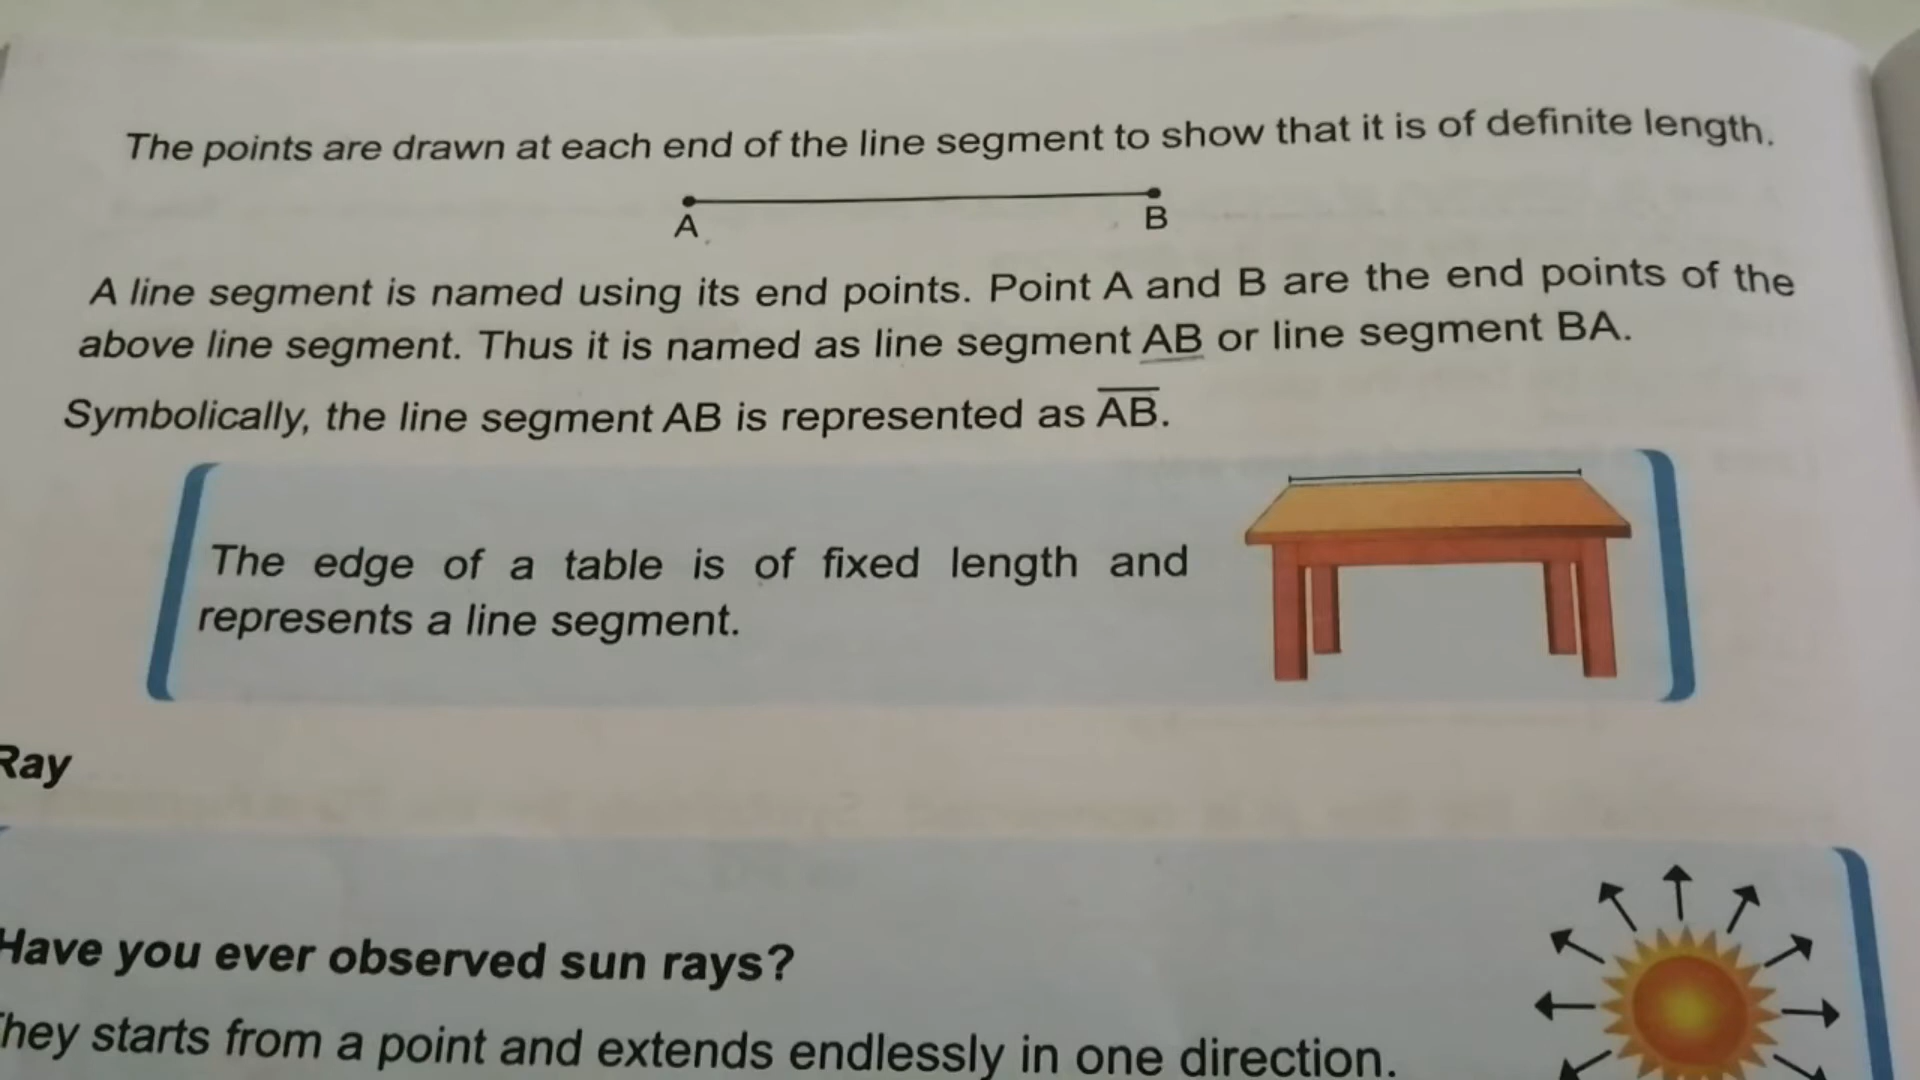 The points are drawn at each end of the line segment to show that it is of definite length.
A B
A line segment is named using its end points. Point A and B are the end points of the
above line segment. Thus it is named as line segment AB or line segment BA.
Symbolically, the line segment AB is represented as A̅B̅.
The edge of a table is of fixed length and
represents a line segment.
Ray
Have you ever observed sun rays?
They starts from a point and extends endlessly in one direction.